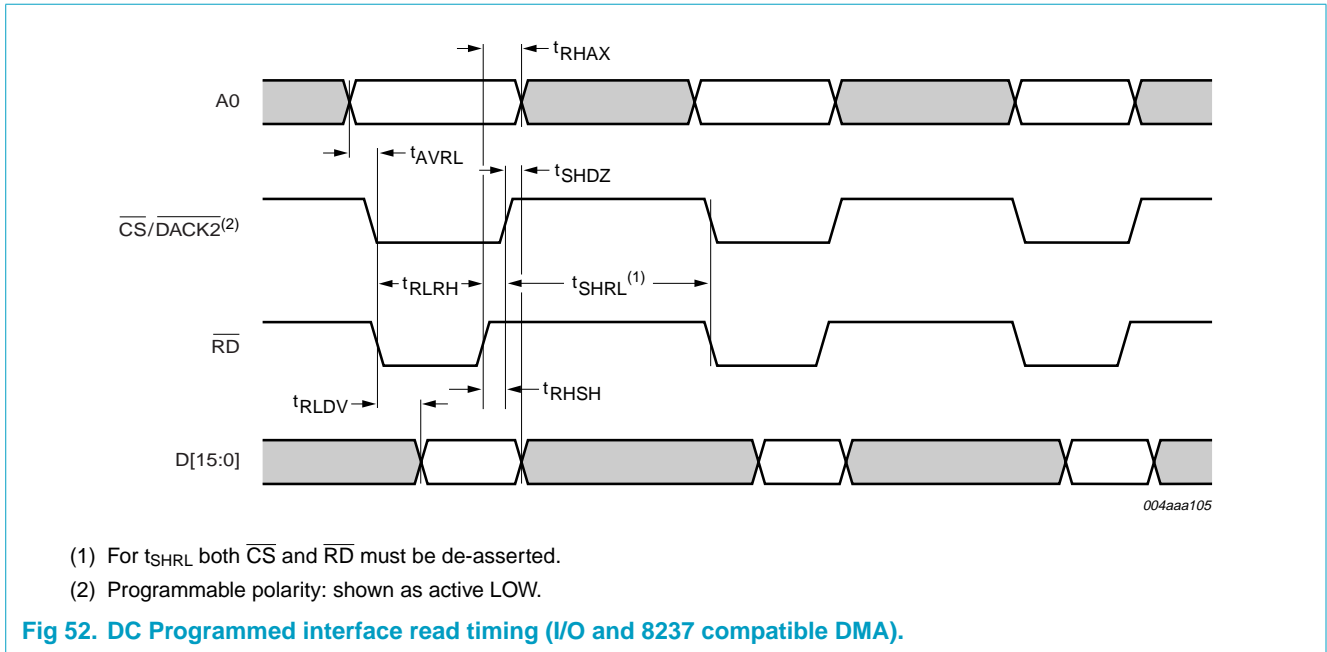 tRHAX
A0
tAVRL
tSHDZ
CS/DACK2(2)
tRLRH
tSHRL(1)
RD
tRHSH
tRLDV
D[15:0]
004aaa105
(1) For tSHRL both CS and RD must be de-asserted.
(2) Programmable polarity: shown as active LOW.
Fig 52. DC Programmed interface read timing (I/O and 8237 compatible DMA).